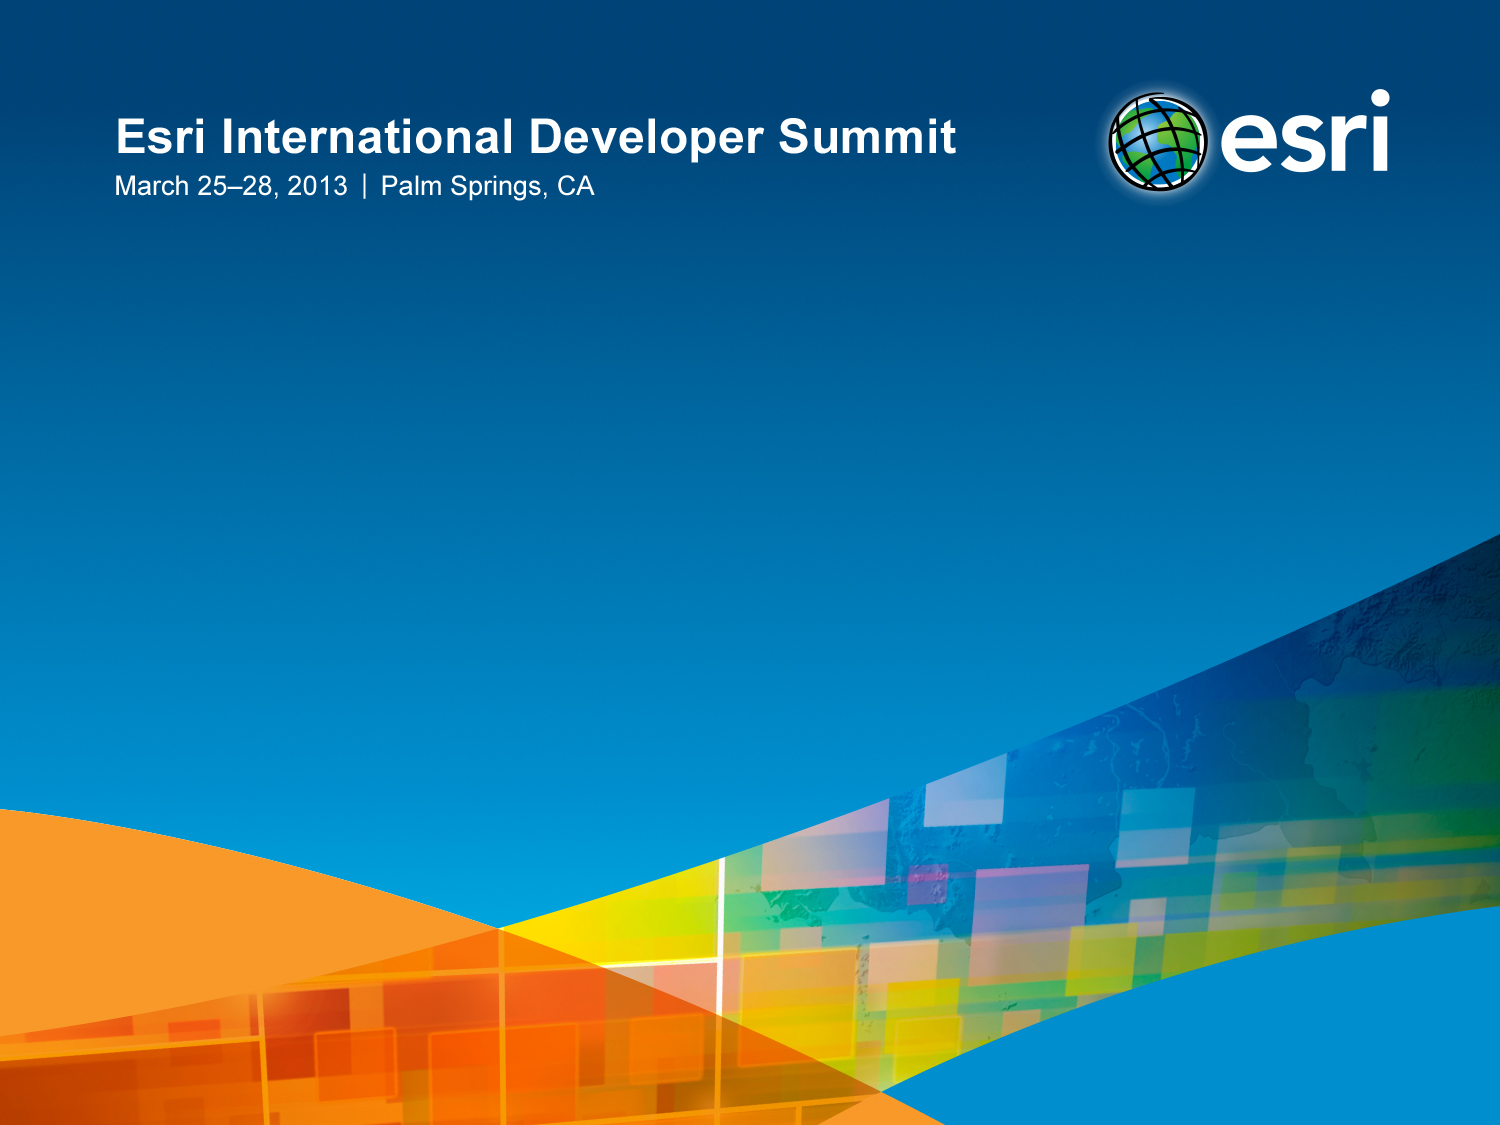 Esri International Developer Summit
March 25–28, 2013 | Palm Springs, CA
esri